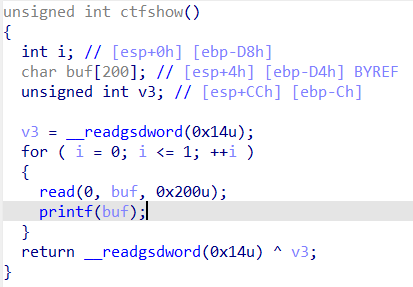 unsigned int ctfshow()
{
  int i; // [esp+0h] [ebp-D8h]
  char buf[200]; // [esp+4h] [ebp-D4h] BYREF
  unsigned int v3; // [esp+CCh] [ebp-Ch]

  v3 = __readgsdword(0x14u);
  for ( i = 0; i <= 1; ++i )
  {
    read(0, buf, 0x200u);
    printf(buf);
  }
  return __readgsdword(0x14u) ^ v3;
}